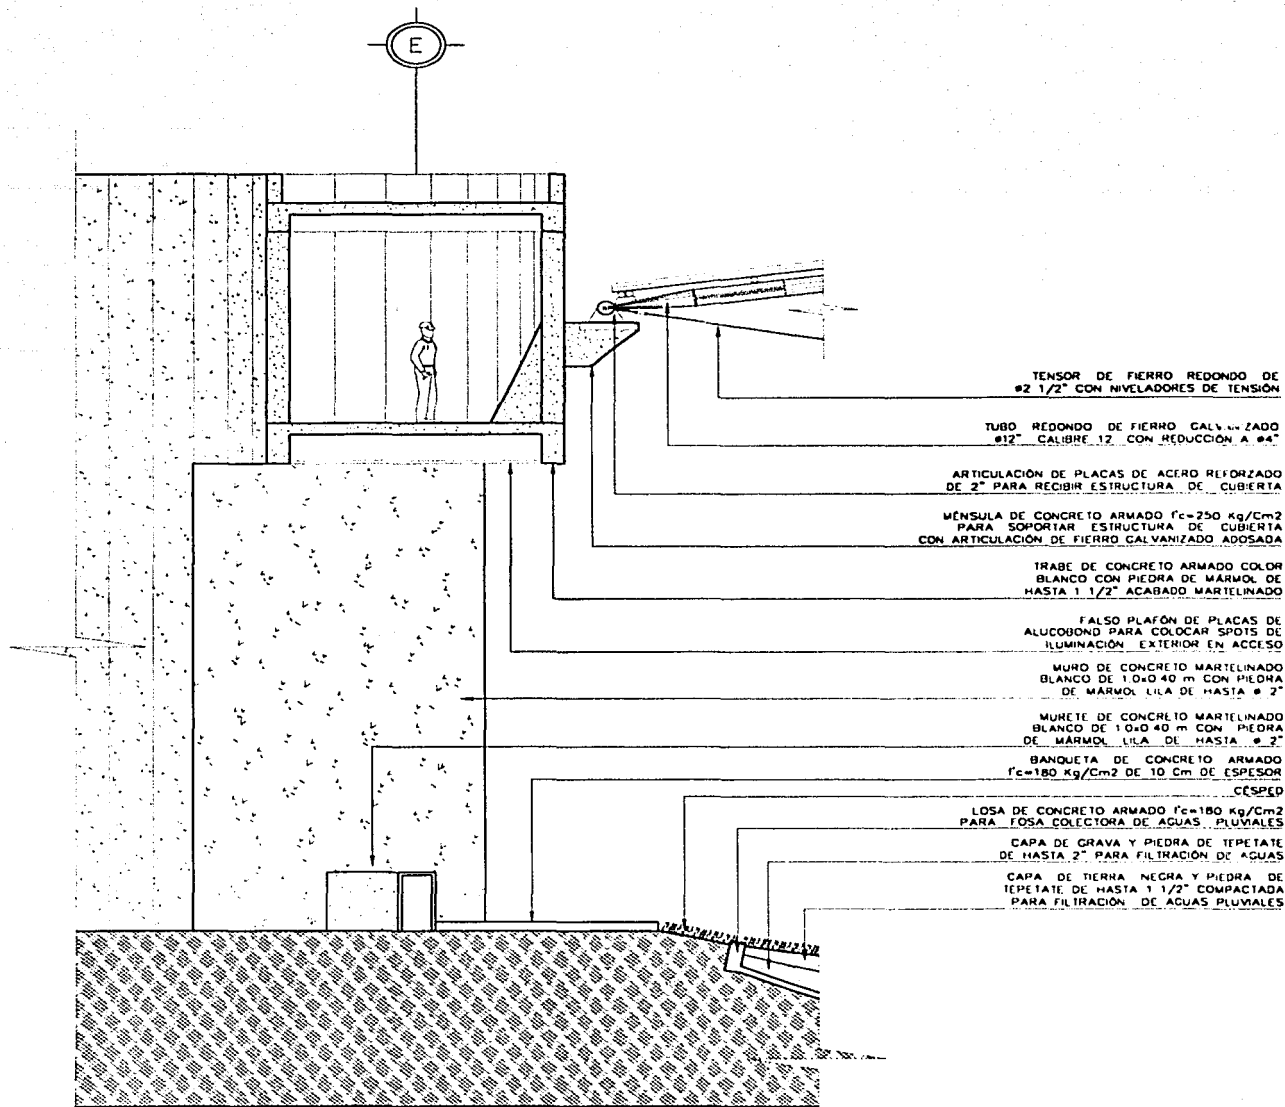 E
TENSOR DE FIERRO REDONDO DE
ø2 1/2" CON NIVELADORES DE TENSIÓN
TUBO REDONDO DE FIERRO GALVANIZADO
ø12" CALIBRE 12 CON REDUCCIÓN A ø4"
ARTICULACIÓN DE PLACAS DE ACERO REFORZADO
DE 2" PARA RECIBIR ESTRUCTURA DE CUBIERTA
MÉNSULA DE CONCRETO ARMADO f'c=250 Kg/Cm2
PARA SOPORTAR ESTRUCTURA DE CUBIERTA
CON ARTICULACIÓN DE FIERRO GALVANIZADO ADOSADA
TRABE DE CONCRETO ARMADO COLOR
BLANCO CON PIEDRA DE MÁRMOL DE
HASTA 1 1/2" ACABADO MARTELINADO
FALSO PLAFÓN DE PLACAS DE
ALUCOBOND PARA COLOCAR SPOTS DE
ILUMINACIÓN EXTERIOR EN ACCESO
MURO DE CONCRETO MARTELINADO
BLANCO DE 1.0x0.40 m CON PIEDRA
DE MÁRMOL LILA DE HASTA ø 2"
MURETE DE CONCRETO MARTELINADO
BLANCO DE 1.0x0.40 m CON PIEDRA
DE MÁRMOL LILA DE HASTA ø 2"
BANQUETA DE CONCRETO ARMADO
f'c=180 Kg/Cm2 DE 10 Cm DE ESPESOR
CÉSPED
LOSA DE CONCRETO ARMADO f'c=180 Kg/Cm2
PARA FOSA COLECTORA DE AGUAS PLUVIALES
CAPA DE GRAVA Y PIEDRA DE TEPETATE
DE HASTA 2" PARA FILTRACIÓN DE AGUAS
CAPA DE TIERRA NEGRA Y PIEDRA DE
TEPETATE DE HASTA 1 1/2" COMPACTADA
PARA FILTRACIÓN DE AGUAS PLUVIALES